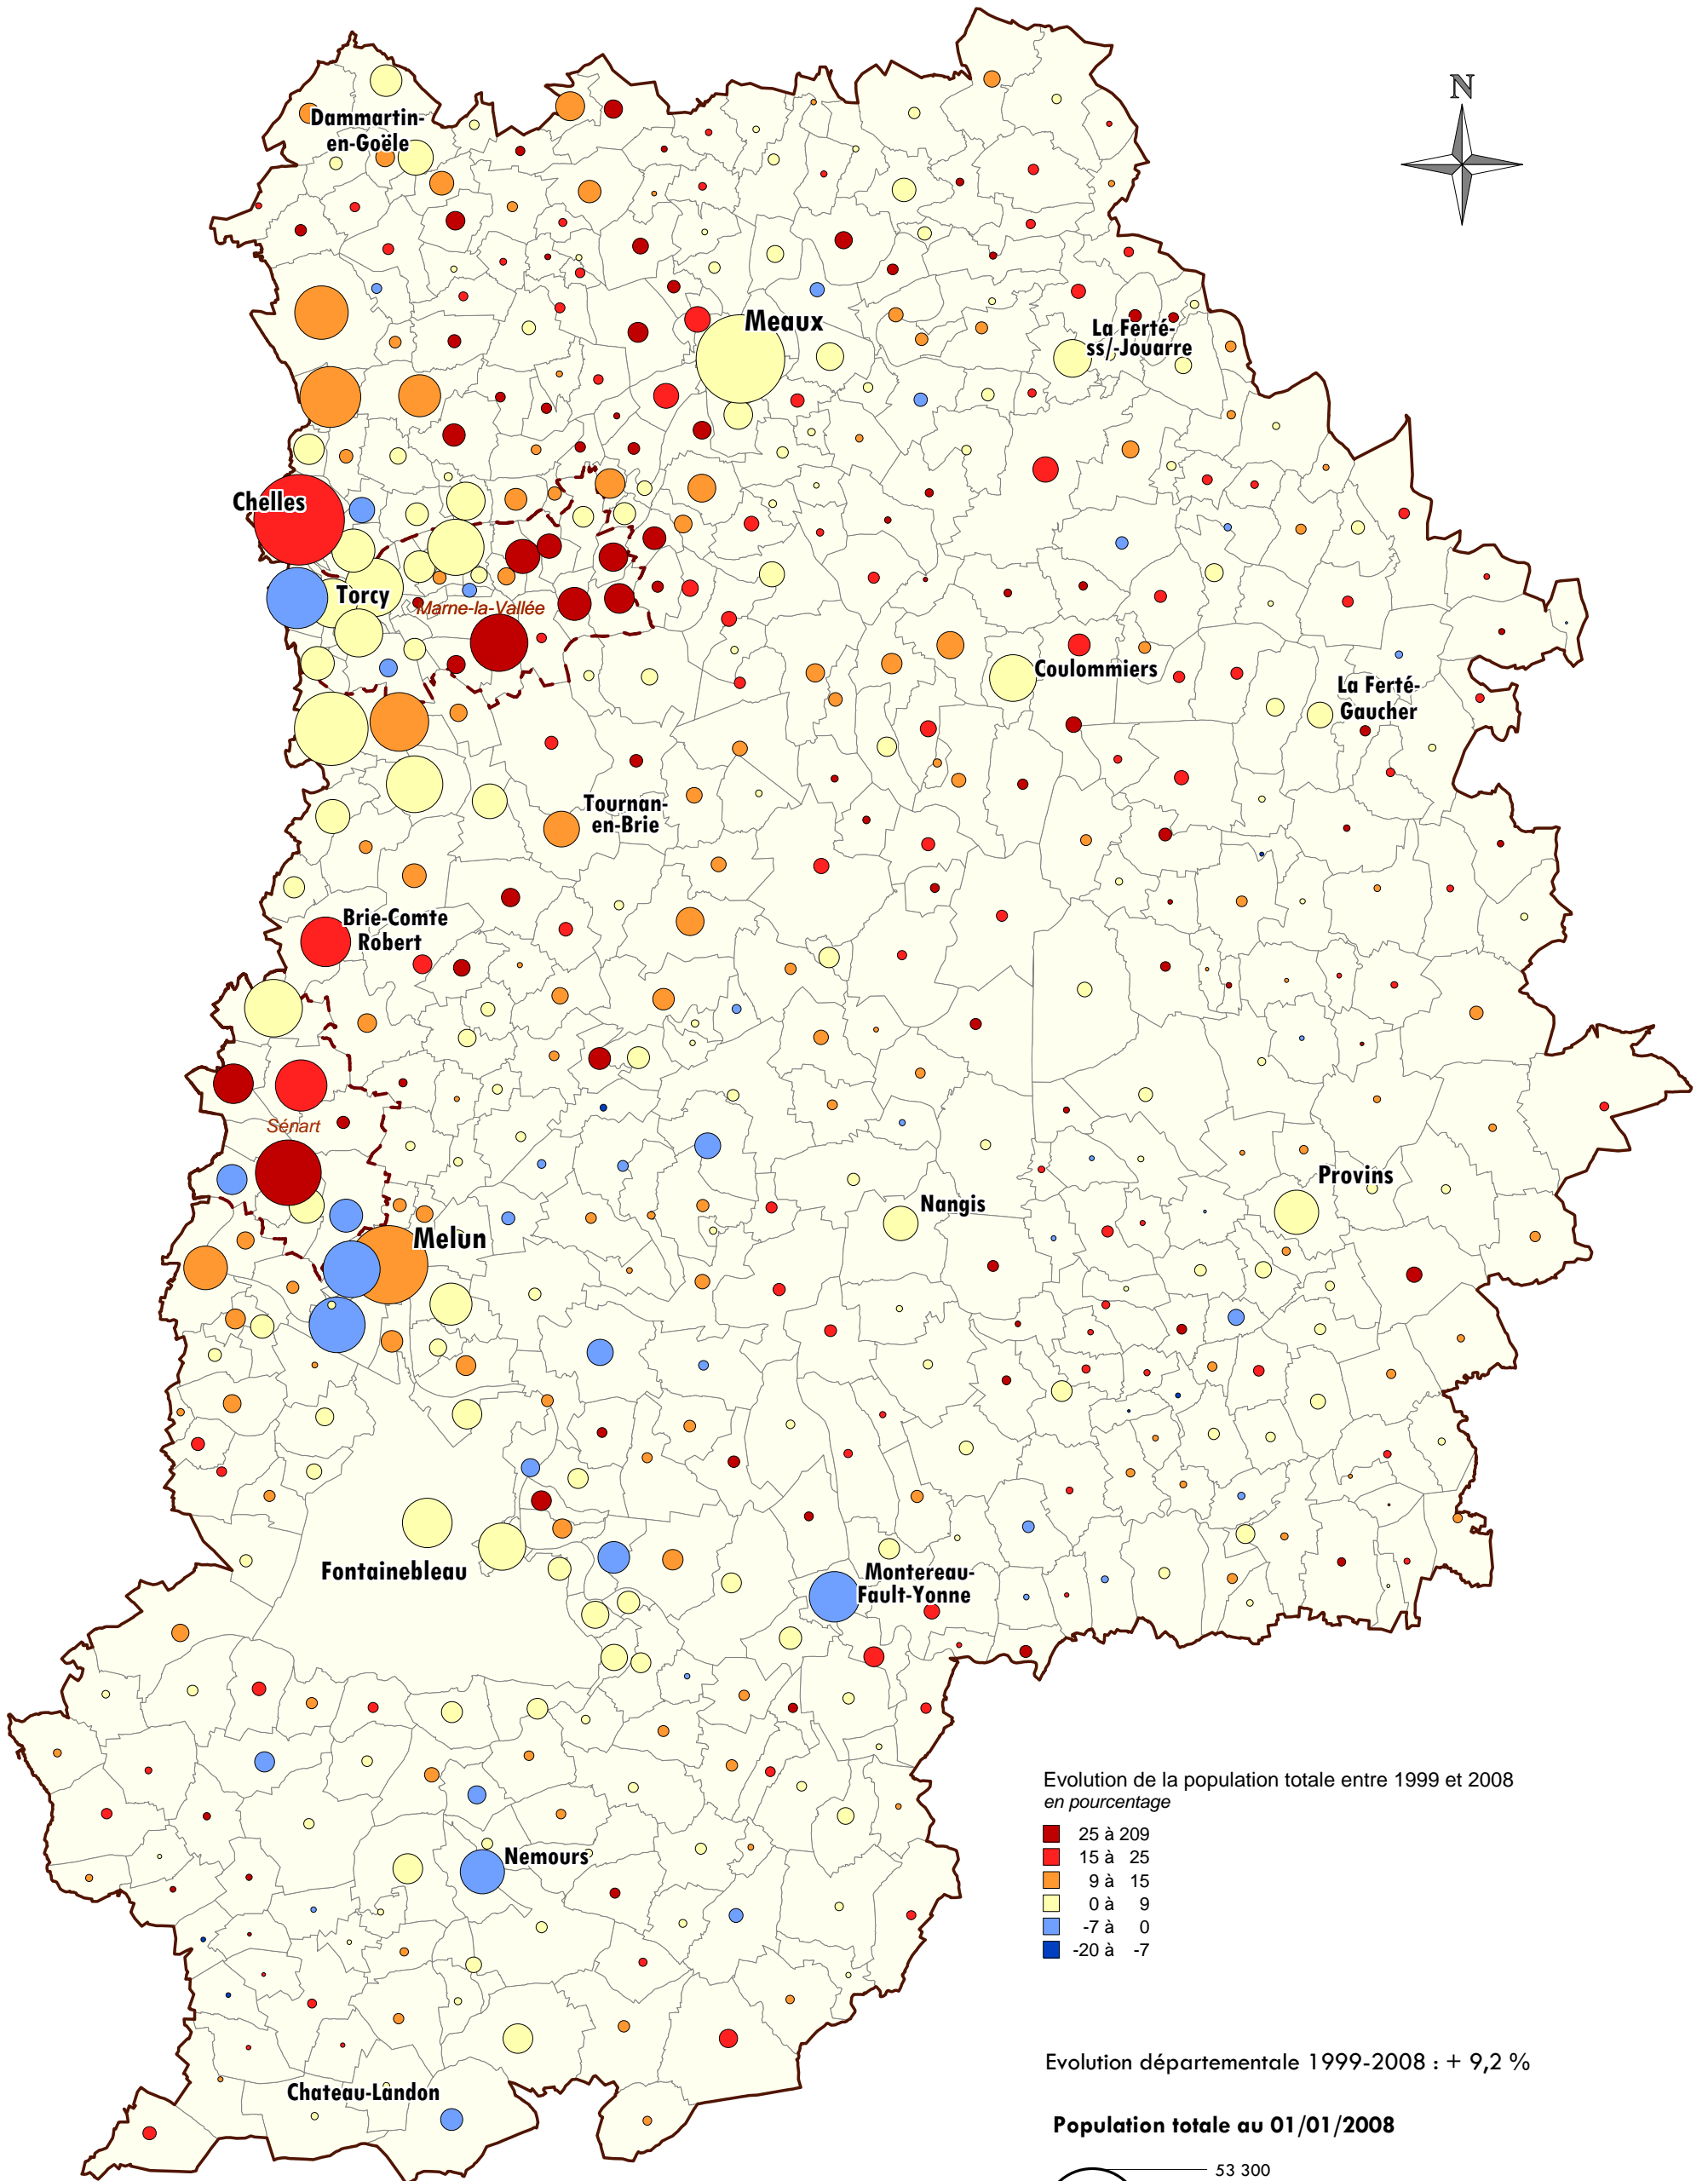 N
Dammartin-
en-Goële
Meaux
La Ferté-
ss/-Jouarre
Chelles
Torcy
Marne-la-Vallée
Coulommiers
La Ferté-
Gaucher
Tournan-
en-Brie
Brie-Comte
Robert
Sénart
Provins
Nangis
Melun
Fontainebleau
Montereau-
Fault-Yonne
Nemours
Chateau-Landon
Evolution de la population totale entre 1999 et 2008
en pourcentage
25 à 209
15 à 25
9 à 15
0 à 9
-7 à 0
-20 à -7
Evolution départementale 1999-2008 : + 9,2 %
Population totale au 01/01/2008
53 300